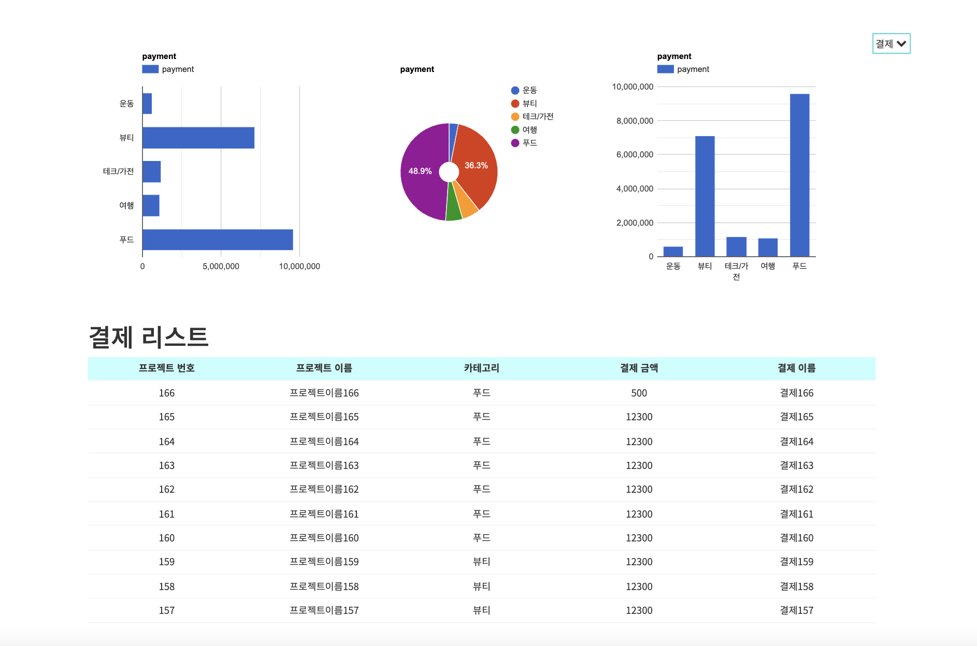 결제
payment
payment
운동
뷰티
테크/가전
여행
푸드
0
5,000,000
10,000,000
payment
운동
뷰티
테크/가전
여행
푸드
36.3%
48.9%
payment
payment
10,000,000
8,000,000
6,000,000
4,000,000
2,000,000
0
운동
뷰티
테크/가
전
여행
푸드
결제 리스트
프로젝트 번호 프로젝트 이름 카테고리 결제 금액 결제 이름
166 프로젝트이름166 푸드 500 결제166
165 프로젝트이름165 푸드 12300 결제165
164 프로젝트이름164 푸드 12300 결제164
163 프로젝트이름163 푸드 12300 결제163
162 프로젝트이름162 푸드 12300 결제162
161 프로젝트이름161 푸드 12300 결제161
160 프로젝트이름160 푸드 12300 결제160
159 프로젝트이름159 뷰티 12300 결제159
158 프로젝트이름158 뷰티 12300 결제158
157 프로젝트이름157 뷰티 12300 결제157